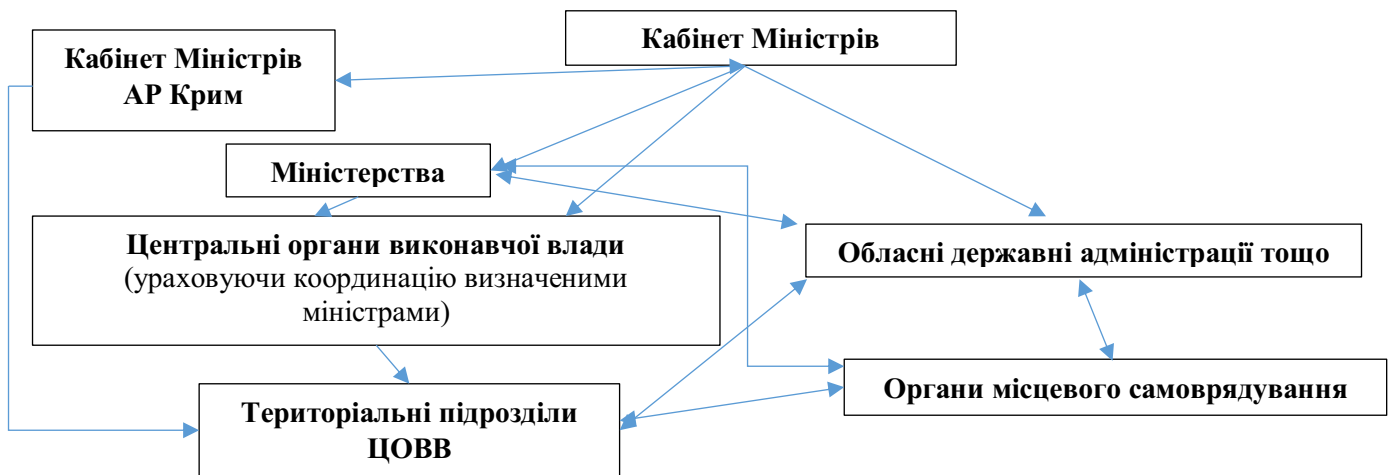 Кабінет Міністрів
Кабінет Міністрів
АР Крим
Міністерства
Центральні органи виконавчої влади
(ураховуючи координацію визначеними
міністрами)
Обласні державні адміністрації тощо
Органи місцевого самоврядування
Територіальні підрозділи
ЦОВВ